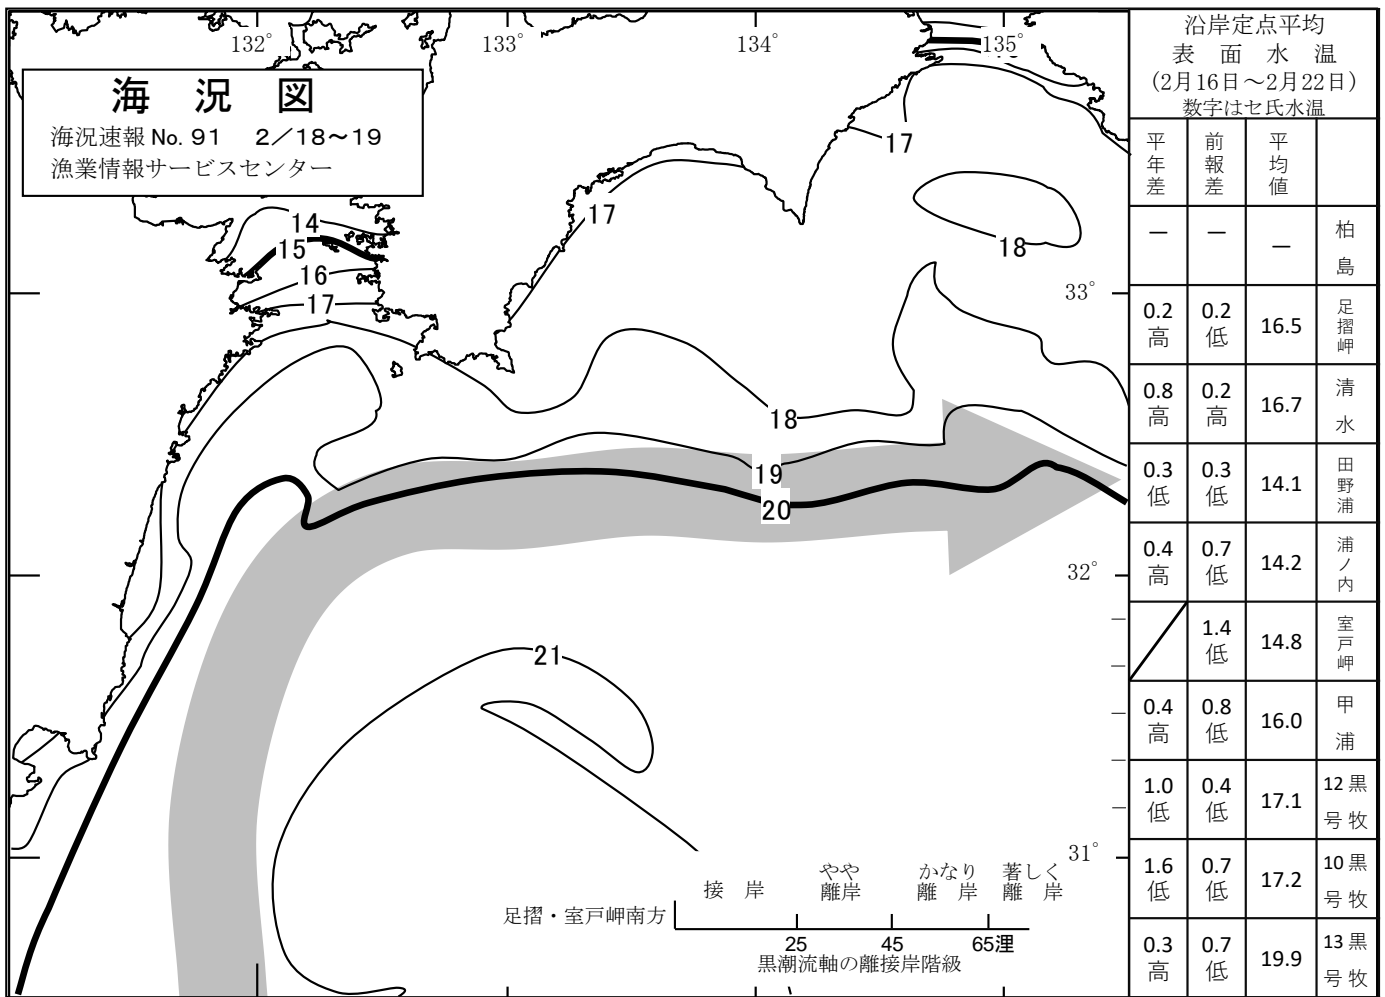 132°
133°
134°
135°
海 況 図
海況速報 No. 91 2／18～19
漁業情報サービスセンター
14
15
16
17
17
17
18
18
19
20
21
33°
32°
31°
接 岸
やや
離岸
かなり
離 岸
著しく
離 岸
足摺・室戸岬南方
25 45 65浬
黒潮流軸の離接岸階級
沿岸定点平均
表 面 水 温
(2月16日～2月22日)
数字はセ氏水温
平年差 前報差 平均値
－ － － 柏島
0.2高 0.2低 16.5 足摺岬
0.8高 0.2高 16.7 清水
0.3低 0.3低 14.1 田野浦
0.4高 0.7低 14.2 浦ノ内
1.4低 14.8 室戸岬
0.4高 0.8低 16.0 甲浦
1.0低 0.4低 17.1 黒牧12号
1.6低 0.7低 17.2 黒牧10号
0.3高 0.7低 19.9 黒牧13号